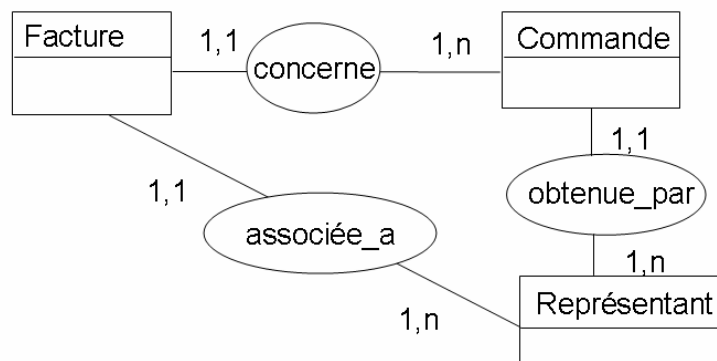 Facture
1,1
concerne
1,n
Commande
1,1
obtenue_par
1,n
Représentant
1,1
associée_a
1,n